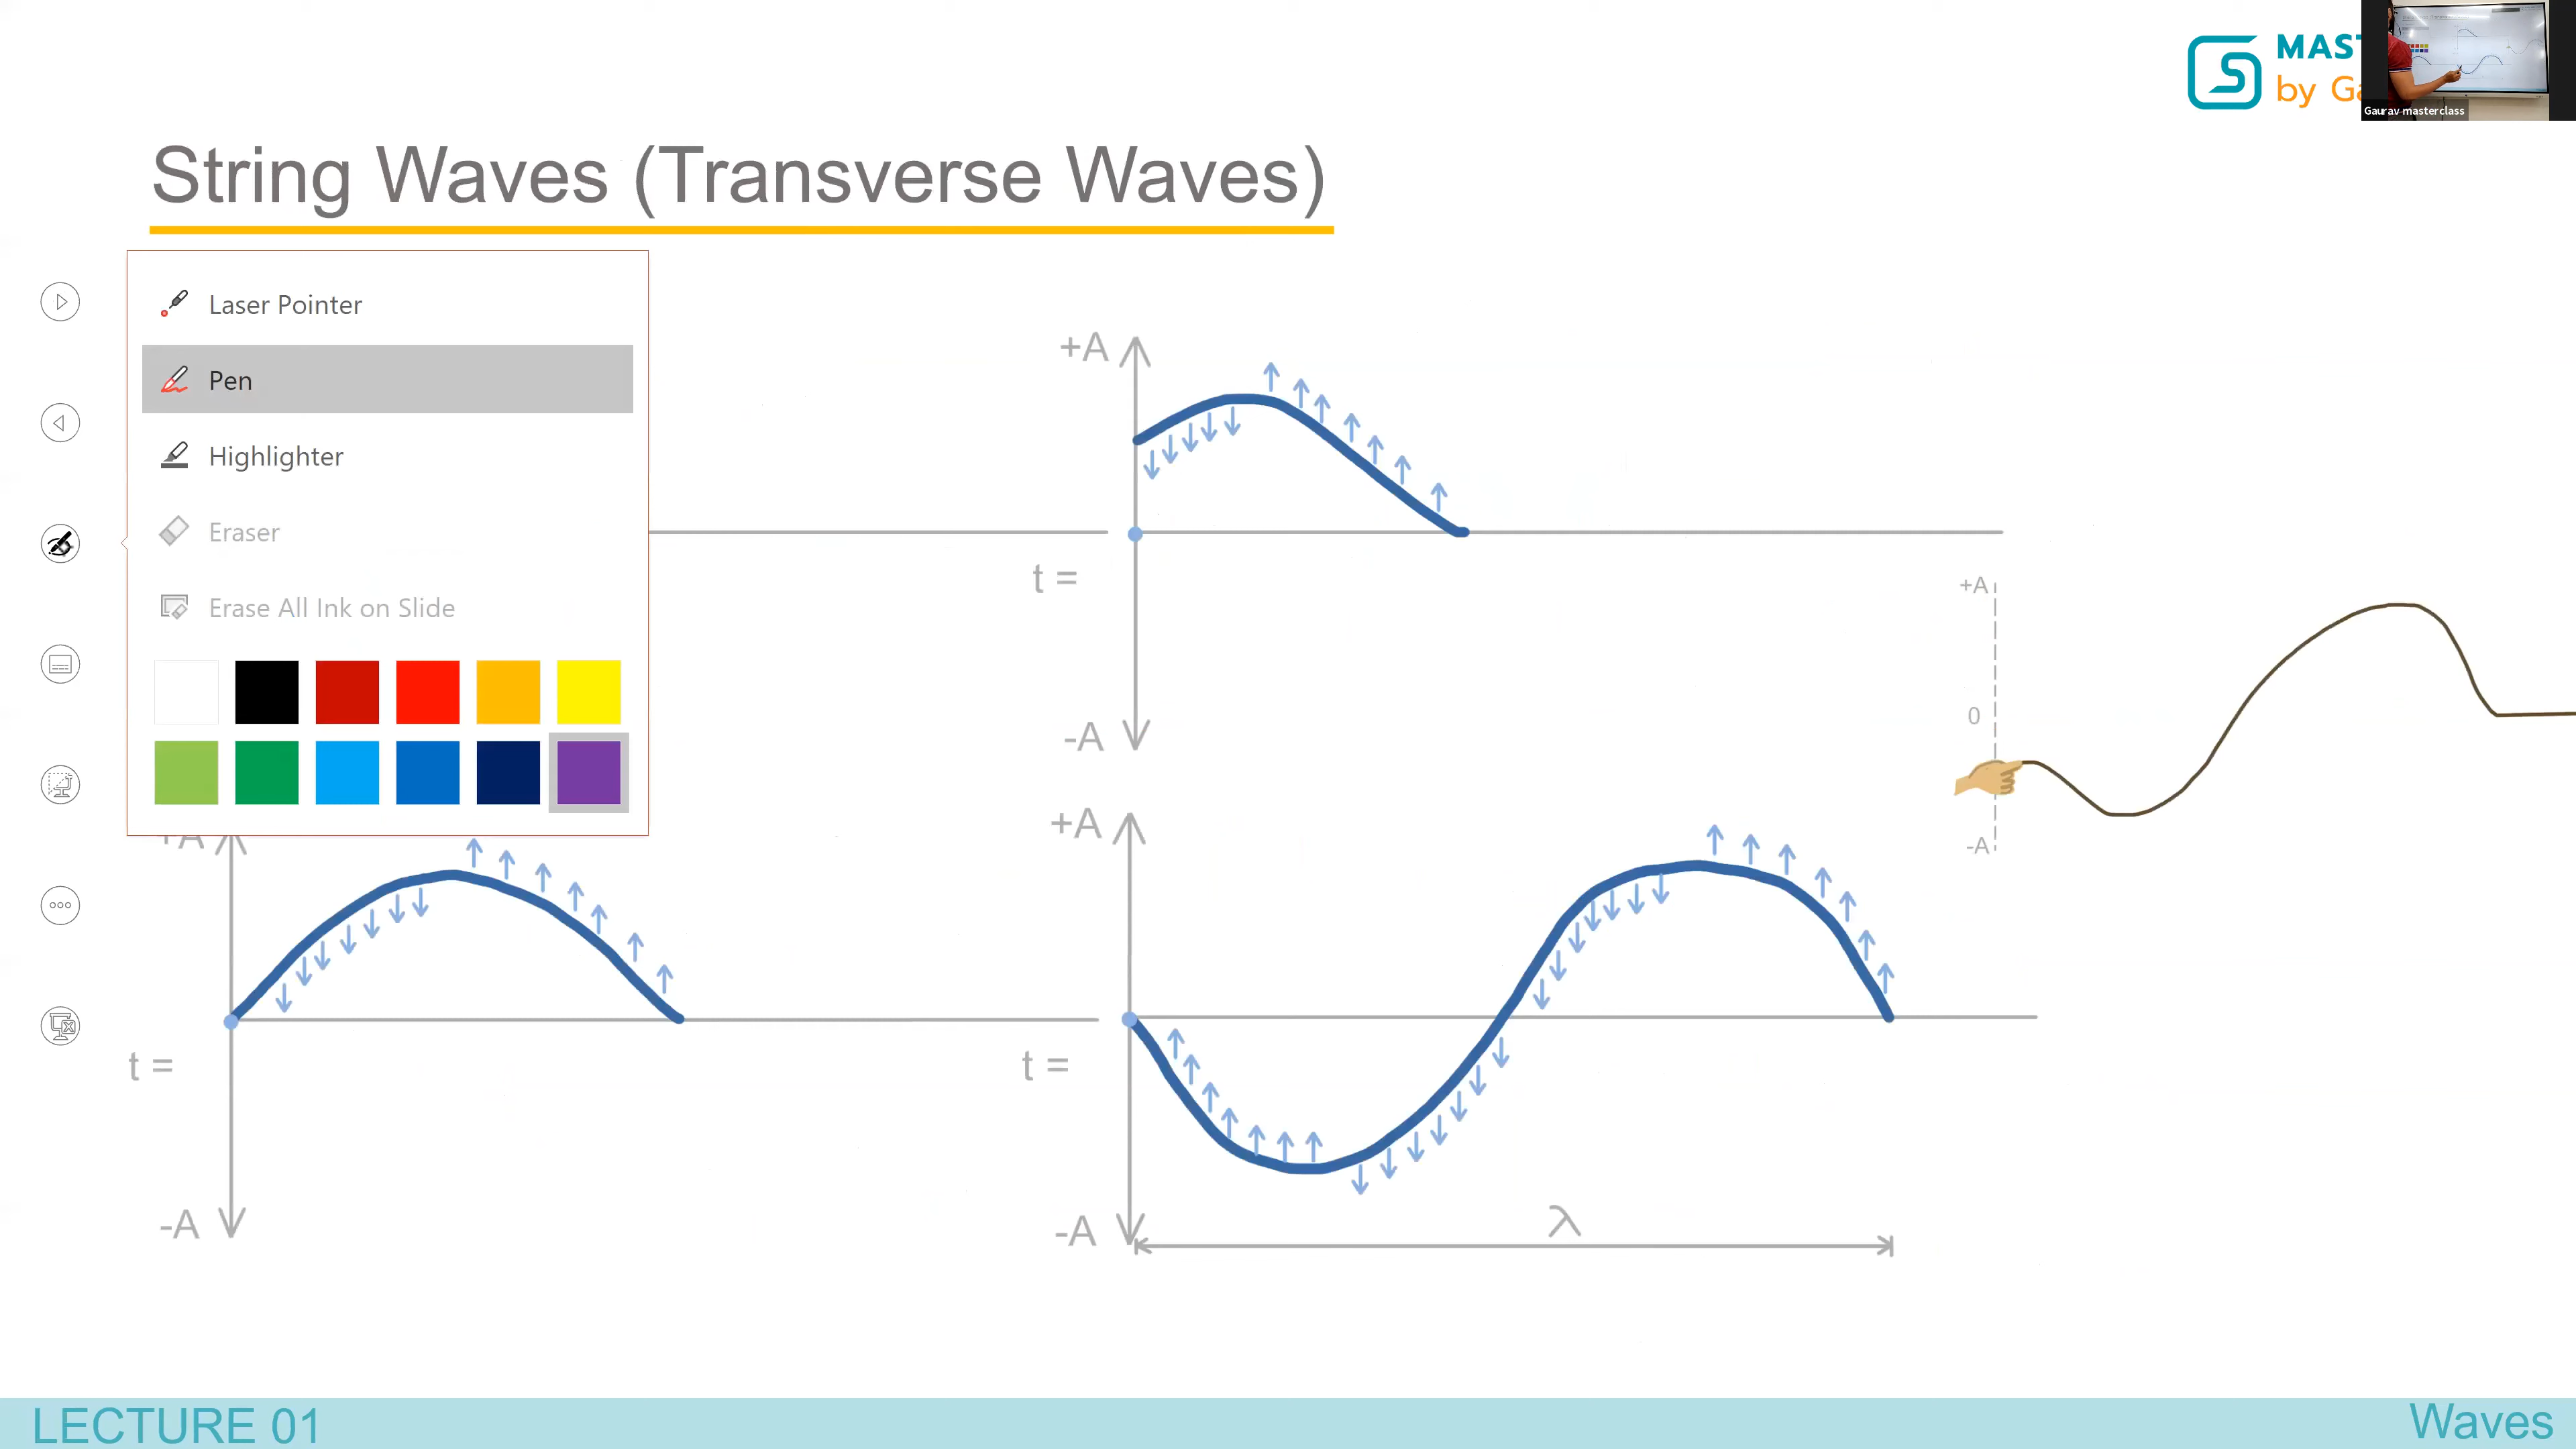 MAS
by Ga
Gaurav masterclass
String Waves (Transverse Waves)
Laser Pointer
Pen
Highlighter
Eraser
Erase All Ink on Slide
+A
t =
-A
+A
0
-A
+A
t =
-A
+A
t =
-A
λ
LECTURE 01
Waves